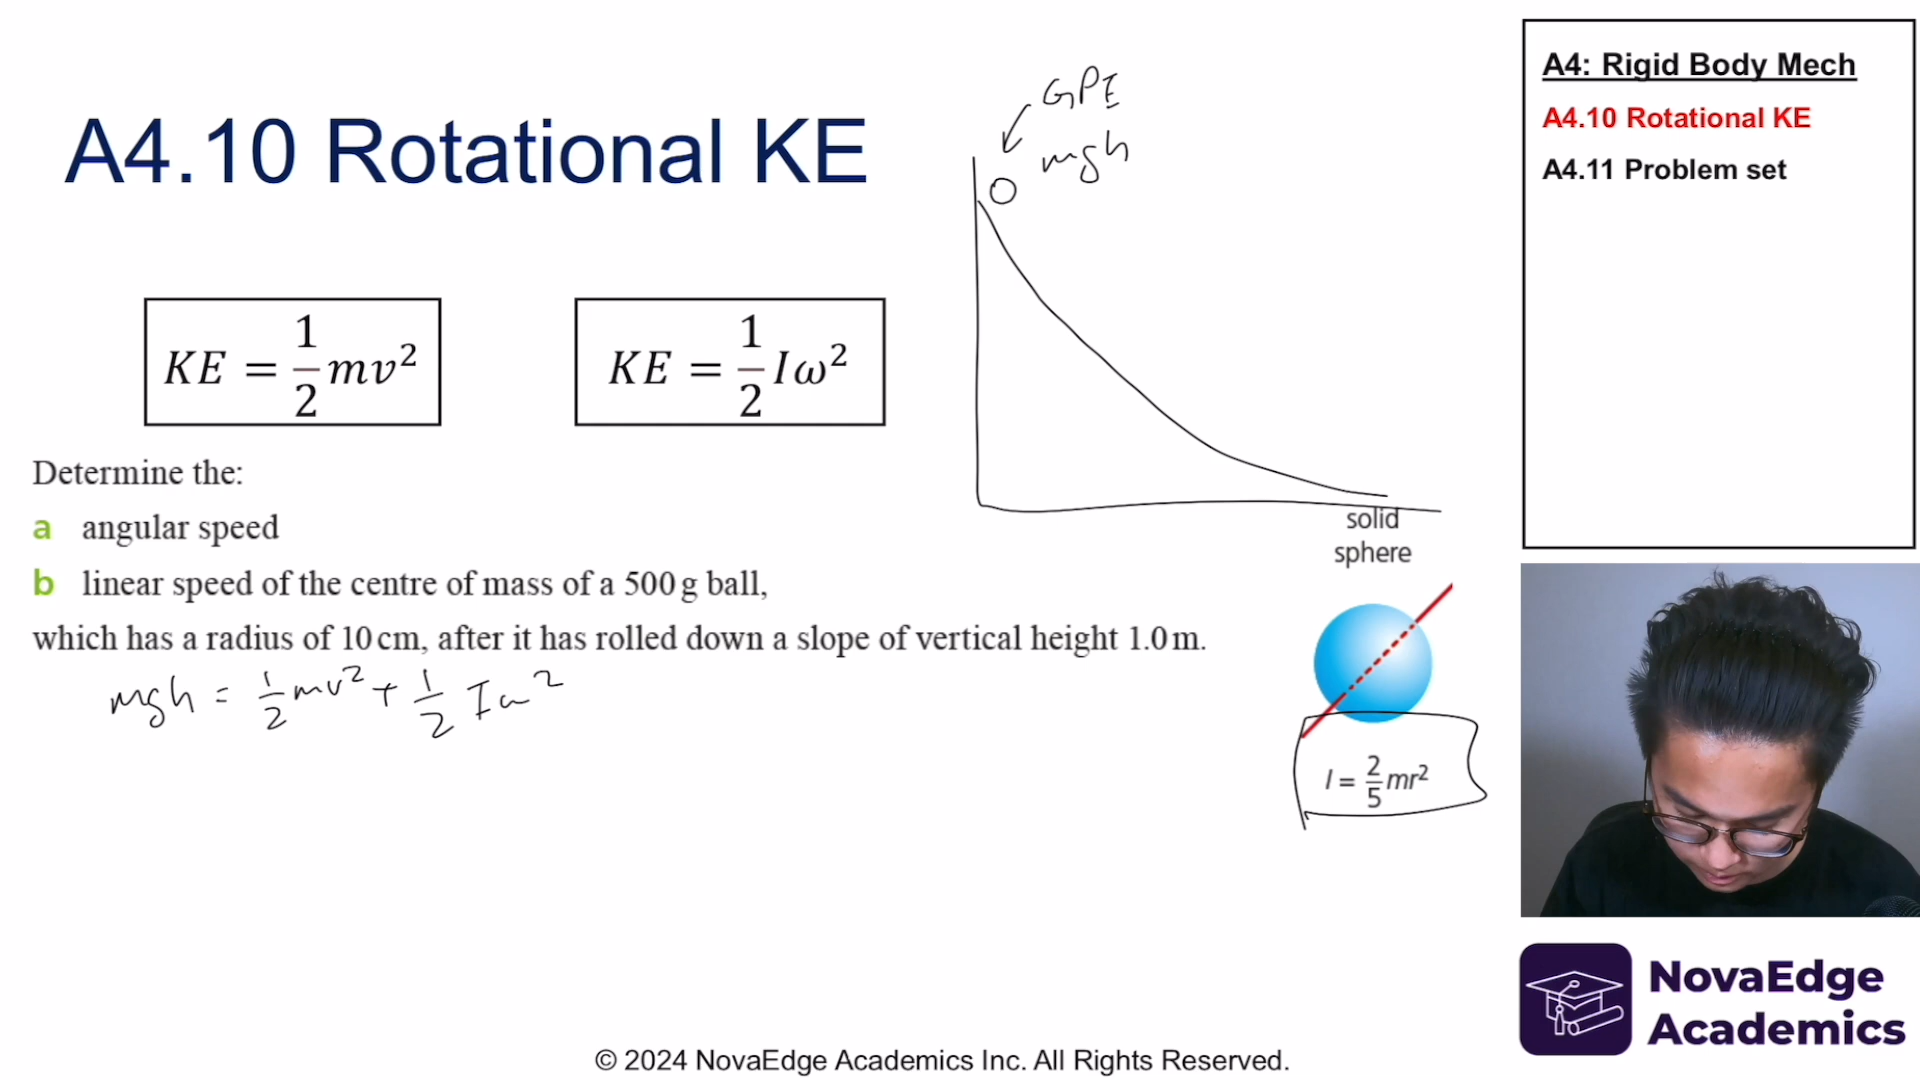 A4.10 Rotational KE
GPE
mgh
KE = 1/2 mv²
KE = 1/2 Iω²
Determine the:
a angular speed
b linear speed of the centre of mass of a 500 g ball,
which has a radius of 10 cm, after it has rolled down a slope of vertical height 1.0 m.
mgh = 1/2 mv² + 1/2 Iω²
solid
sphere
I = 2/5 mr²
A4: Rigid Body Mech
A4.10 Rotational KE
A4.11 Problem set
NovaEdge
Academics
© 2024 NovaEdge Academics Inc. All Rights Reserved.